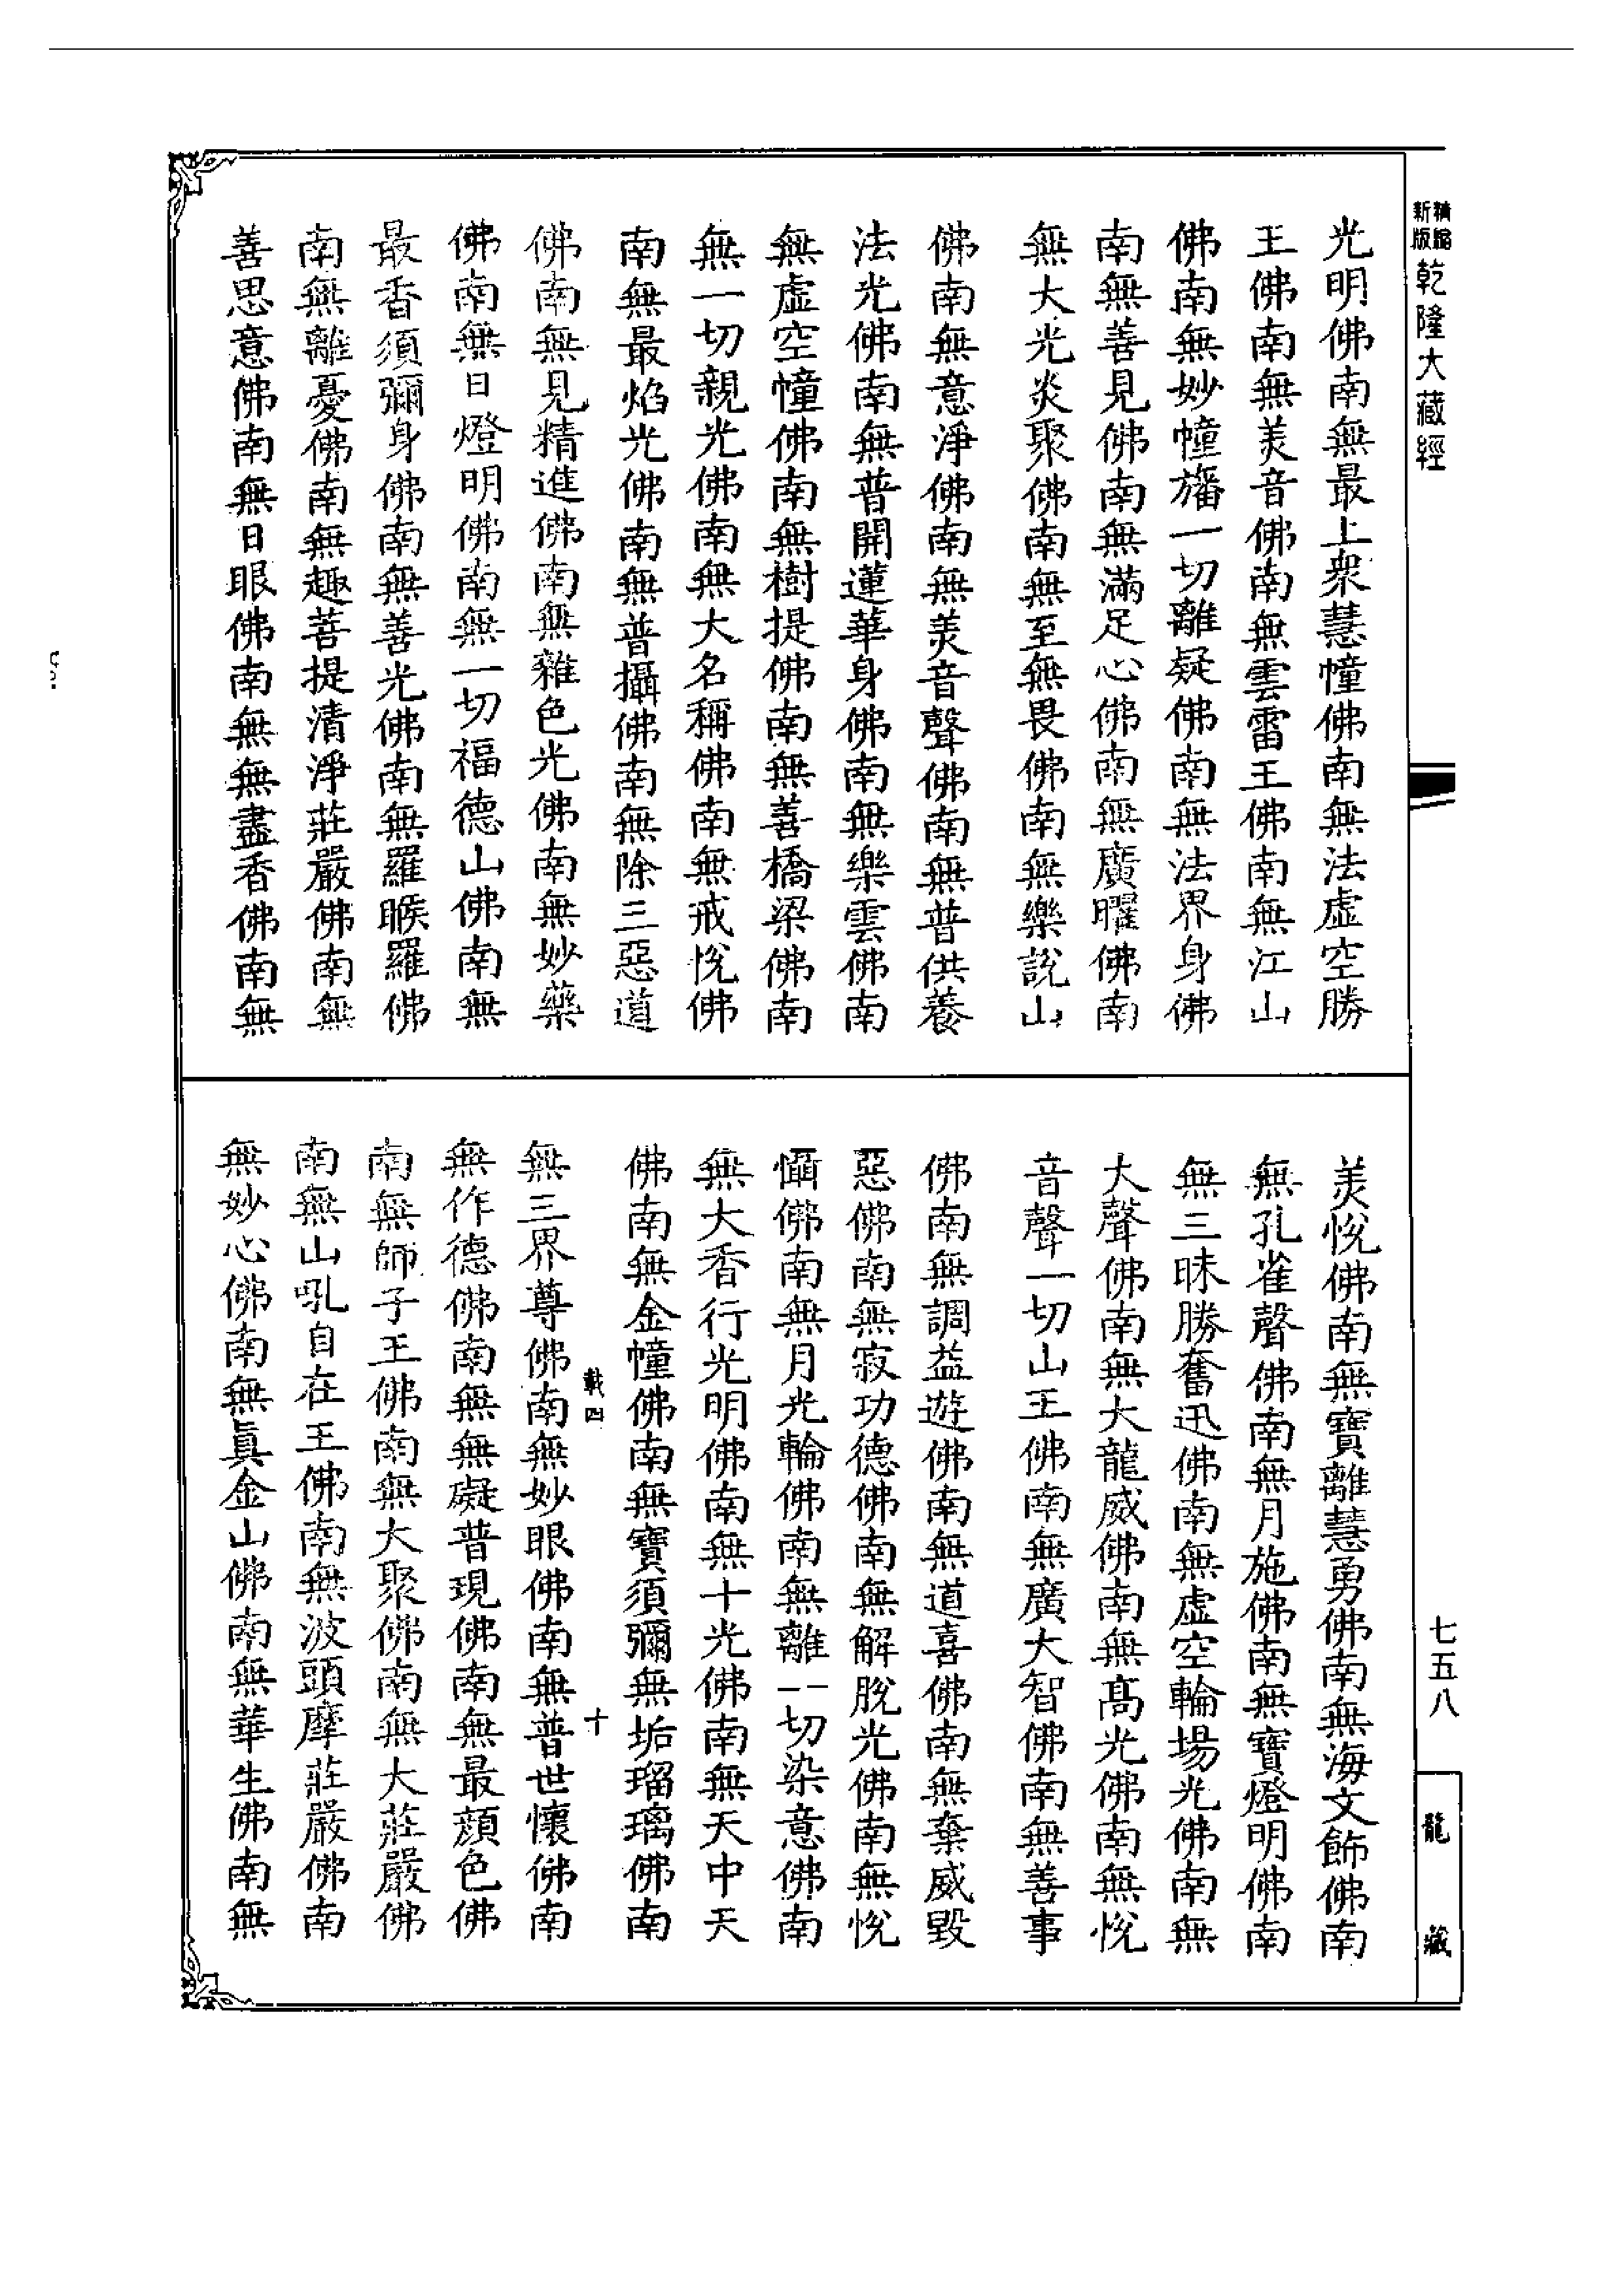 精縮新版 乾隆大藏經
光明佛南無最上衆慧幢佛南無法虛空勝
王佛南無美音佛南無雲雷王佛南無江山
佛南無妙幢旛一切離疑佛南無法界身佛
南無善見佛南無滿足心佛南無廣曜佛南
無大光炎聚佛南無至無畏佛南無樂說山
佛南無意淨佛南無美音聲佛南無普供養
法光佛南無普開蓮華身佛南無樂雲佛南
無虛空幢佛南無樹提佛南無善橋梁佛南
無一切親光佛南無大名稱佛南無戒悅佛
南無最焰光佛南無普攝佛南無除三惡道
佛南無見精進佛南無雜色光佛南無妙藥
佛南無日燈明佛南無一切福德山佛南無
最香須彌身佛南無善光佛南無羅睺羅佛
南無離憂佛南無趣菩提清淨莊嚴佛南無
善思意佛南無日眼佛南無無盡香佛南無
美悅佛南無寶離慧勇佛南無海文飾佛南
無孔雀聲佛南無月施佛南無寶燈明佛南
無三昧勝奮迅佛南無虛空輪場光佛南無
大聲佛南無大龍威佛南無髙光佛南無悅
音聲一切山王佛南無廣大智佛南無善事
佛南無調益遊佛南無道喜佛南無棄威毀
惡佛南無寂功德佛南無解脫光佛南無悅
愊佛南無月光輪佛南無離一切染意佛南
無大香行光明佛南無十光佛南無天中天
佛南無金幢佛南無寶須彌無垢瑠璃佛南
載四 十
無三界尊佛南無妙眼佛南無普世懷佛南
無作德佛南無無礙普現佛南無最顏色佛
南無師子王佛南無大聚佛南無大莊嚴佛
南無山吼自在王佛南無波頭摩莊嚴佛南
無妙心佛南無眞金山佛南無華生佛南無
七五八
龍藏